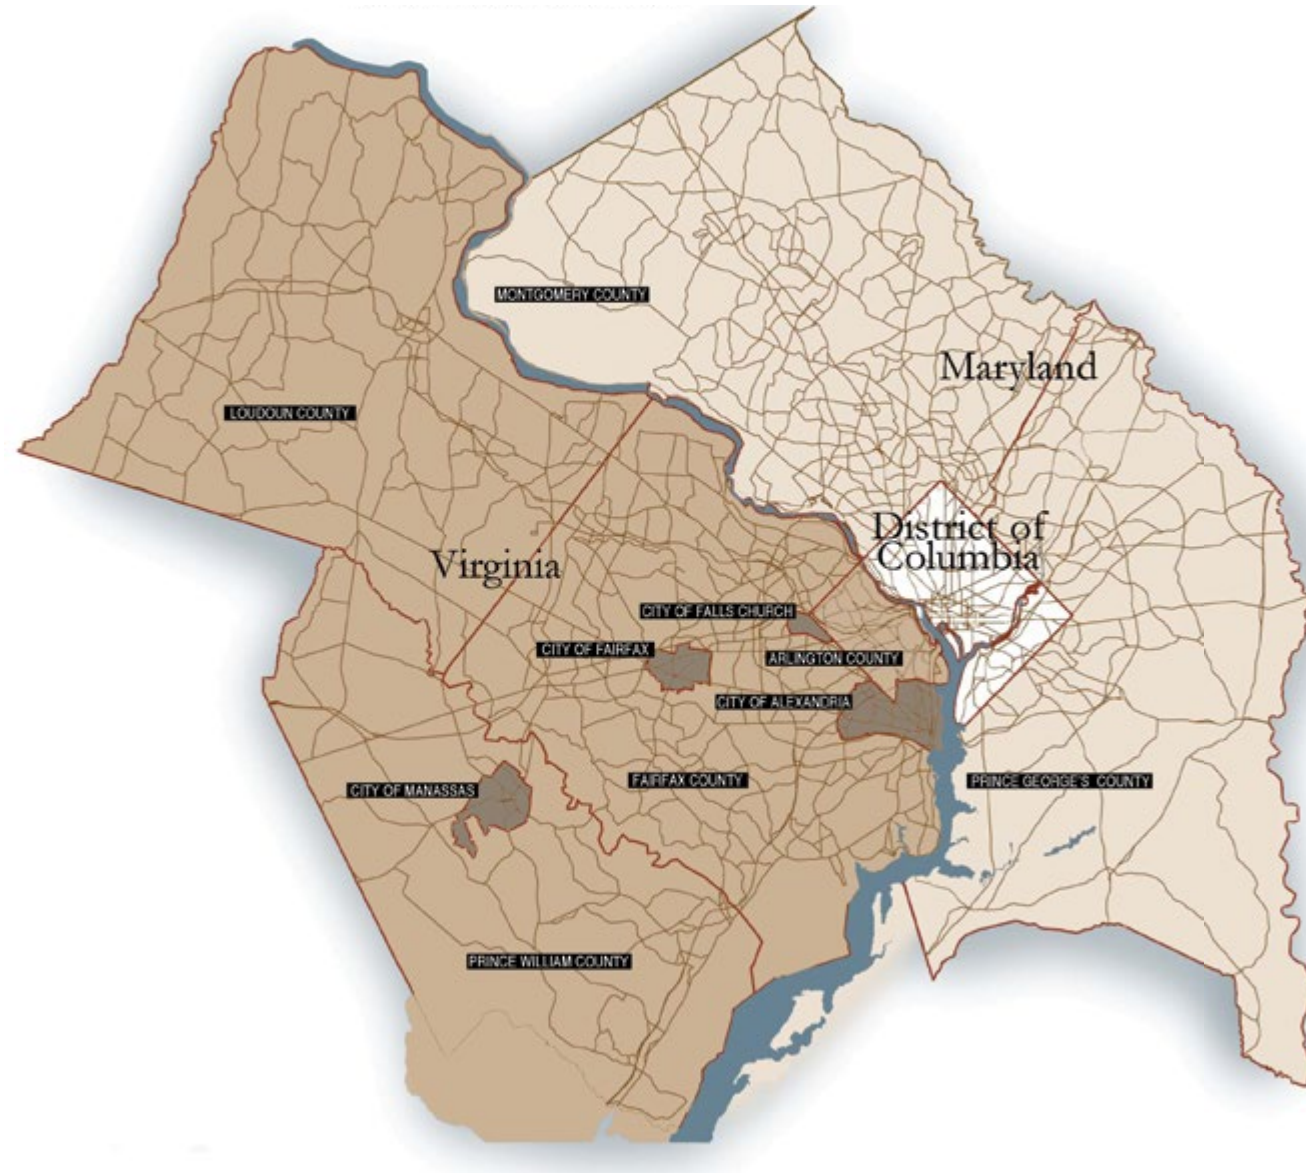 MONTGOMERY COUNTY
Maryland
LOUDOUN COUNTY
District of
Columbia
Virginia
CITY OF FALLS CHURCH
CITY OF FAIRFAX
ARLINGTON COUNTY
CITY OF ALEXANDRIA
FAIRFAX COUNTY
PRINCE GEORGE'S COUNTY
CITY OF MANASSAS
PRINCE WILLIAM COUNTY